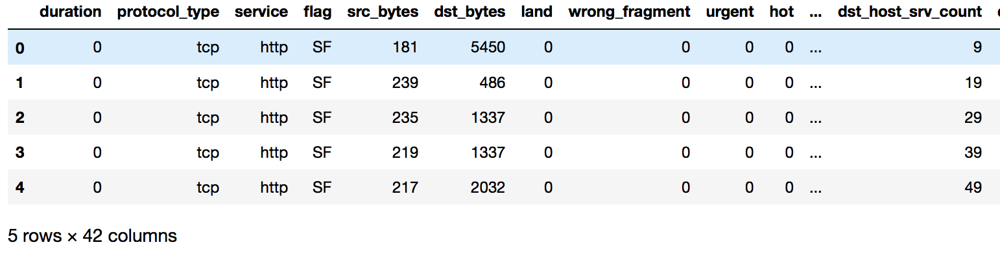 duration protocol_type service flag src_bytes dst_bytes land wrong_fragment urgent hot ... dst_host_srv_count
0 0 tcp http SF 181 5450 0 0 0 0 ... 9
1 0 tcp http SF 239 486 0 0 0 0 ... 19
2 0 tcp http SF 235 1337 0 0 0 0 ... 29
3 0 tcp http SF 219 1337 0 0 0 0 ... 39
4 0 tcp http SF 217 2032 0 0 0 0 ... 49
5 rows × 42 columns